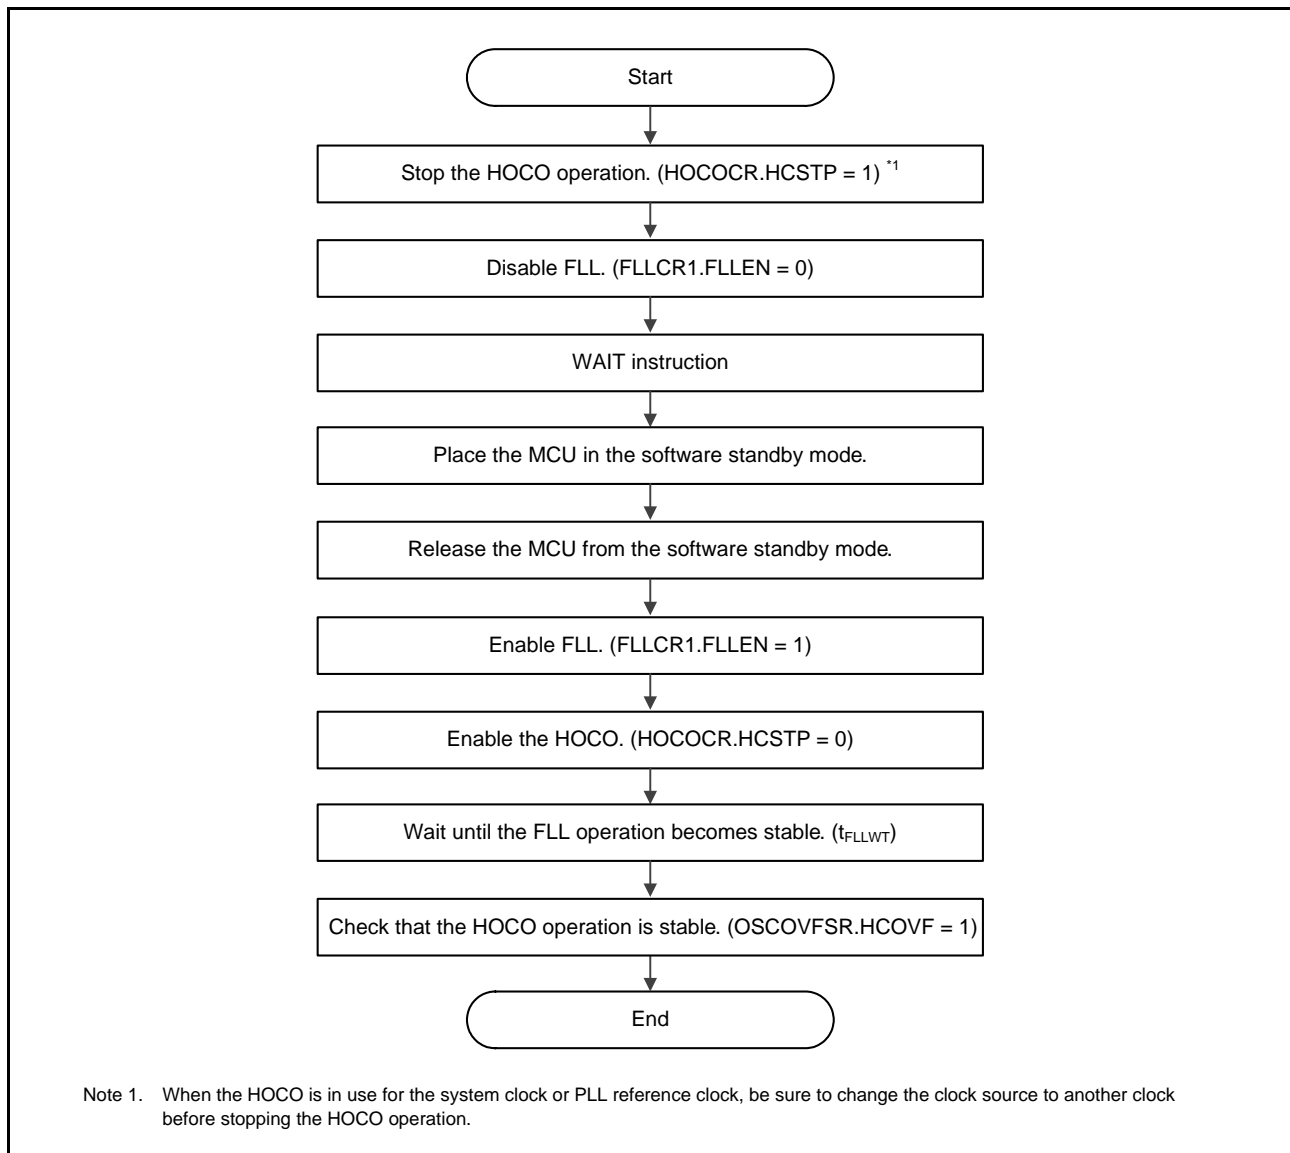 Start
Stop the HOCO operation. (HOCOCR.HCSTP = 1) *1
Disable FLL. (FLLCR1.FLLEN = 0)
WAIT instruction
Place the MCU in the software standby mode.
Release the MCU from the software standby mode.
Enable FLL. (FLLCR1.FLLEN = 1)
Enable the HOCO. (HOCOCR.HCSTP = 0)
Wait until the FLL operation becomes stable. (tFLLWT)
Check that the HOCO operation is stable. (OSCOVFSR.HCOVF = 1)
End
Note 1. When the HOCO is in use for the system clock or PLL reference clock, be sure to change the clock source to another clock
before stopping the HOCO operation.